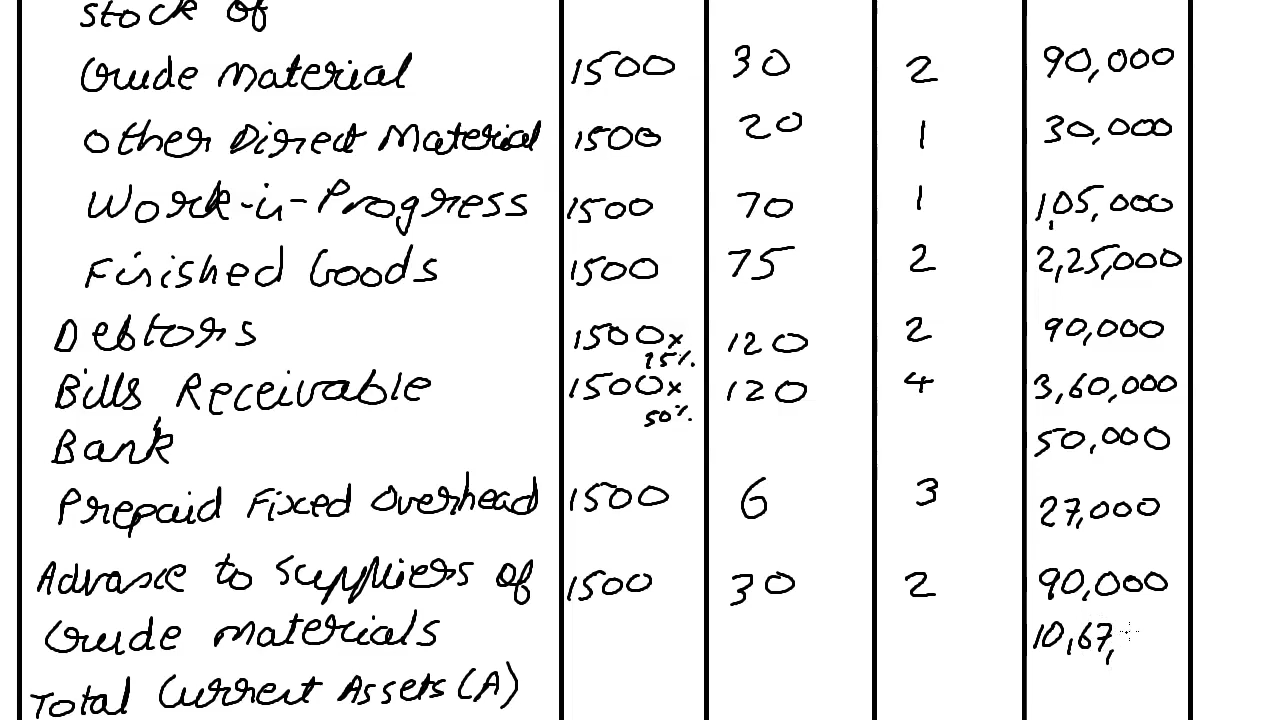 Stock of
Crude Material 1500 30 2 90,000
Other Direct Material 1500 20 1 30,000
Work-in-Progress 1500 70 1 1,05,000
Finished Goods 1500 75 2 2,25,000
Debtors 1500x 25%. 120 2 90,000
Bills Receivable 1500x 50%. 120 4 3,60,000
Bank 50,000
Prepaid Fixed Overhead 1500 6 3 27,000
Advance to Suppliers of 1500 30 2 90,000
Crude Materials 10,67,
Total Current Assets (A)